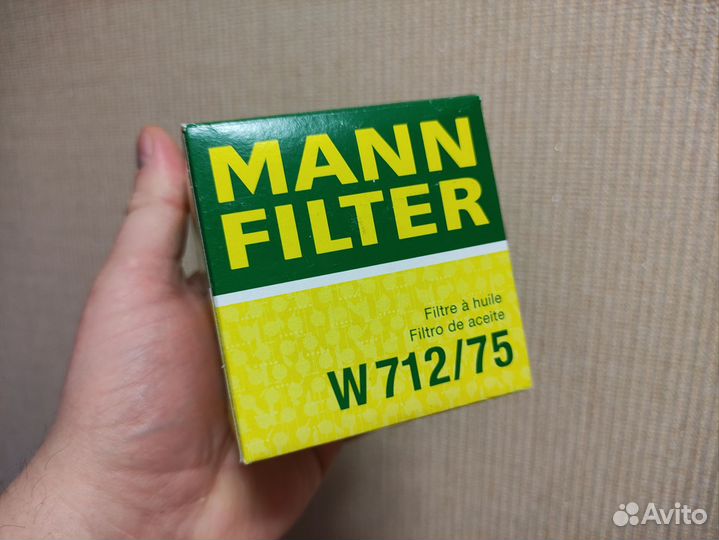 MANN
FILTER
Filtre à huile
Filtro de aceite
W 712/75
Avito